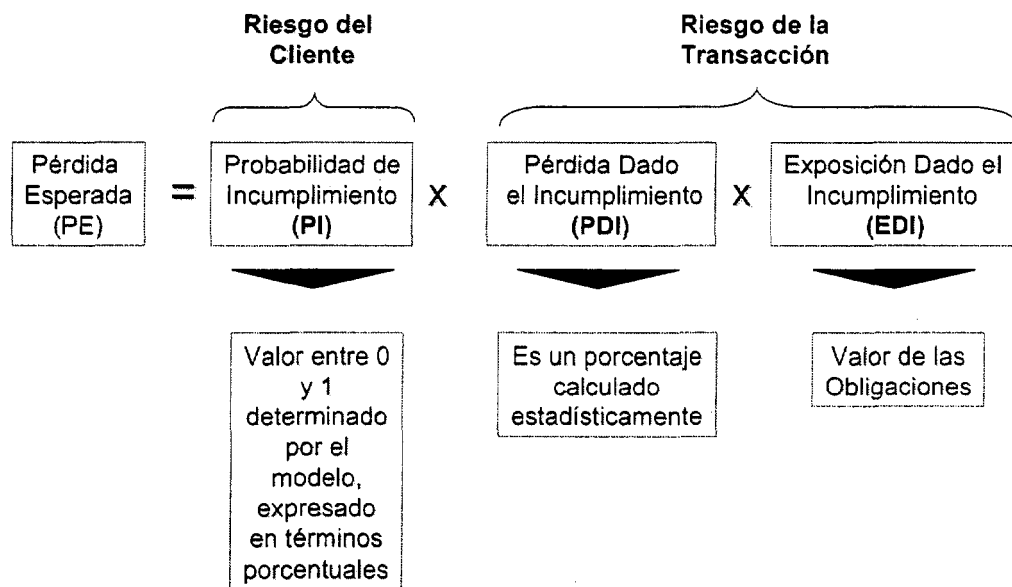 Riesgo del
Cliente
Riesgo de la
Transacción
Pérdida
Esperada
(PE)
=
Probabilidad de
Incumplimiento
(PI)
X
Pérdida Dado
el Incumplimiento
(PDI)
X
Exposición Dado el
Incumplimiento
(EDI)
Valor entre 0
y 1
determinado
por el
modelo,
expresado
en términos
porcentuales
Es un porcentaje
calculado
estadísticamente
Valor de las
Obligaciones